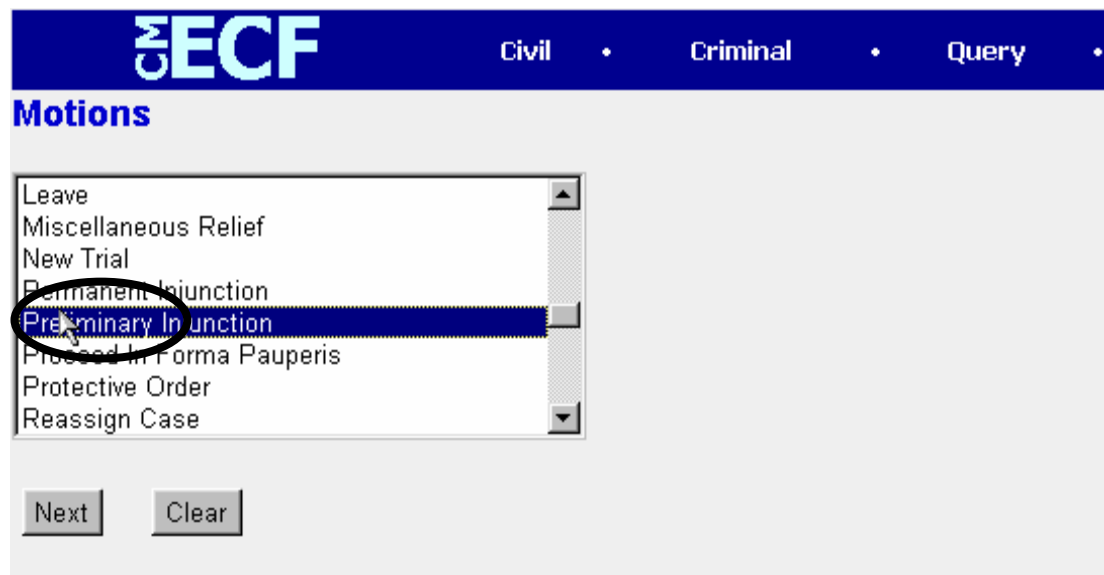 CM ECF Civil • Criminal • Query •
Motions
Leave
Miscellaneous Relief
New Trial
Permanent Injunction
Preliminary Injunction
Proceed In Forma Pauperis
Protective Order
Reassign Case
Next Clear